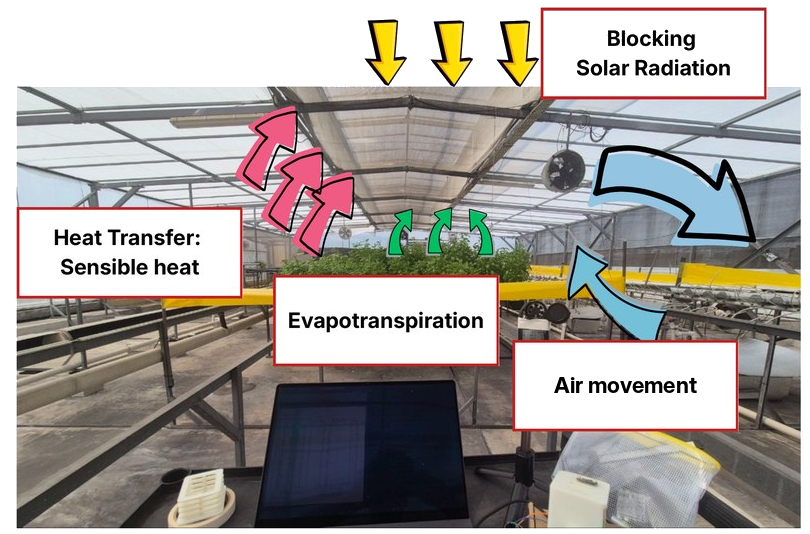 Blocking
Solar Radiation
Heat Transfer:
Sensible heat
Evapotranspiration
Air movement